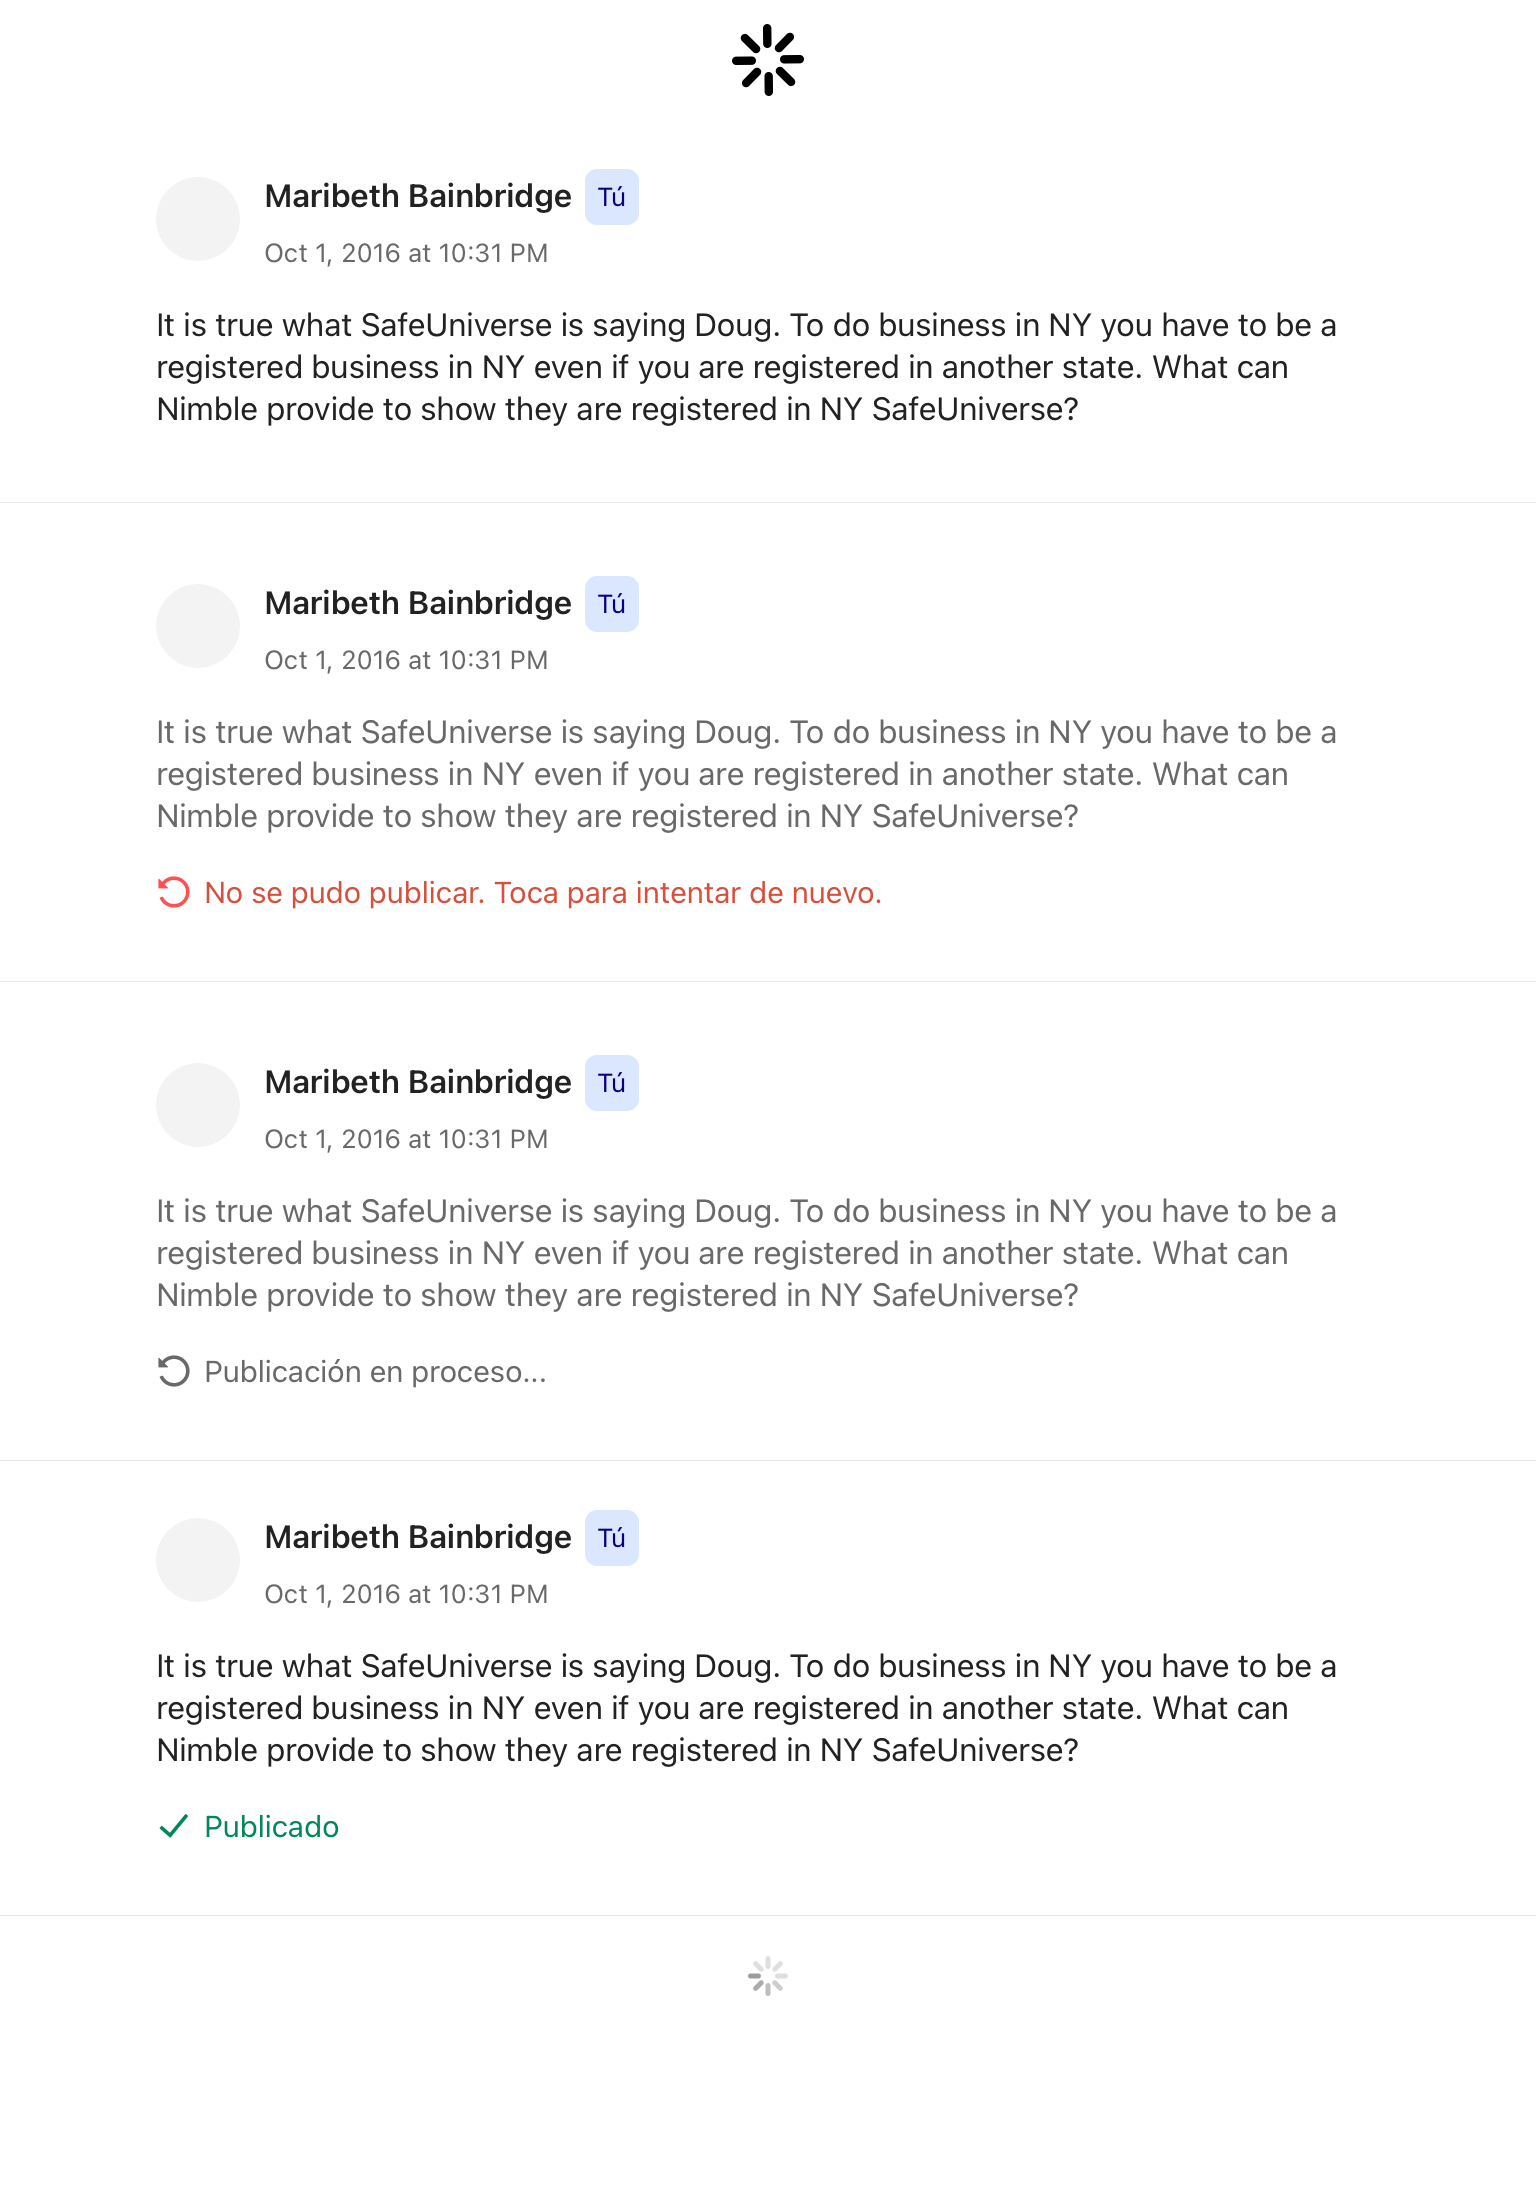 Maribeth Bainbridge Tú
Oct 1, 2016 at 10:31 PM
It is true what SafeUniverse is saying Doug. To do business in NY you have to be a
registered business in NY even if you are registered in another state. What can
Nimble provide to show they are registered in NY SafeUniverse?
Maribeth Bainbridge Tú
Oct 1, 2016 at 10:31 PM
It is true what SafeUniverse is saying Doug. To do business in NY you have to be a
registered business in NY even if you are registered in another state. What can
Nimble provide to show they are registered in NY SafeUniverse?
No se pudo publicar. Toca para intentar de nuevo.
Maribeth Bainbridge Tú
Oct 1, 2016 at 10:31 PM
It is true what SafeUniverse is saying Doug. To do business in NY you have to be a
registered business in NY even if you are registered in another state. What can
Nimble provide to show they are registered in NY SafeUniverse?
Publicación en proceso...
Maribeth Bainbridge Tú
Oct 1, 2016 at 10:31 PM
It is true what SafeUniverse is saying Doug. To do business in NY you have to be a
registered business in NY even if you are registered in another state. What can
Nimble provide to show they are registered in NY SafeUniverse?
Publicado